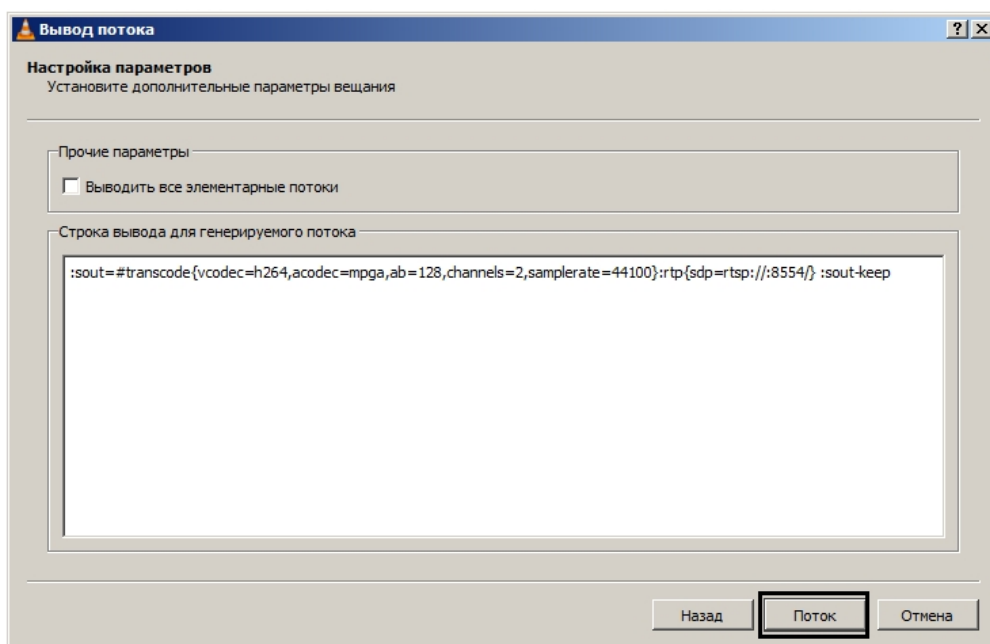 Вывод потока
Настройка параметров
Установите дополнительные параметры вещания
Прочие параметры
Выводить все элементарные потоки
Строка вывода для генерируемого потока
:sout=#transcode{vcodec=h264,acodec=mpga,ab=128,channels=2,samplerate=44100}:rtp{sdp=rtsp://:8554/} :sout-keep
Назад Поток Отмена